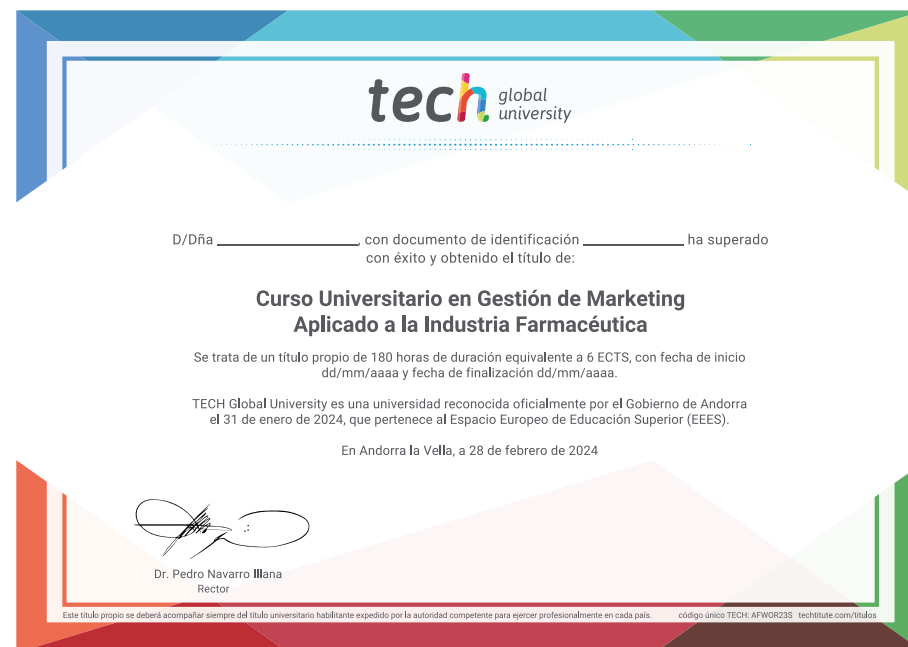 tech global university
D/Dña ____________________, con documento de identificación ______________ ha superado
con éxito y obtenido el título de:
Curso Universitario en Gestión de Marketing
Aplicado a la Industria Farmacéutica
Se trata de un título propio de 180 horas de duración equivalente a 6 ECTS, con fecha de inicio
dd/mm/aaaa y fecha de finalización dd/mm/aaaa.
TECH Global University es una universidad reconocida oficialmente por el Gobierno de Andorra
el 31 de enero de 2024, que pertenece al Espacio Europeo de Educación Superior (EEES).
En Andorra la Vella, a 28 de febrero de 2024
Dr. Pedro Navarro Illana
Rector
Este título propio se deberá acompañar siempre del título universitario habilitante expedido por la autoridad competente para ejercer profesionalmente en cada país. código único TECH: AFWOR23S techtitute.com/titulos